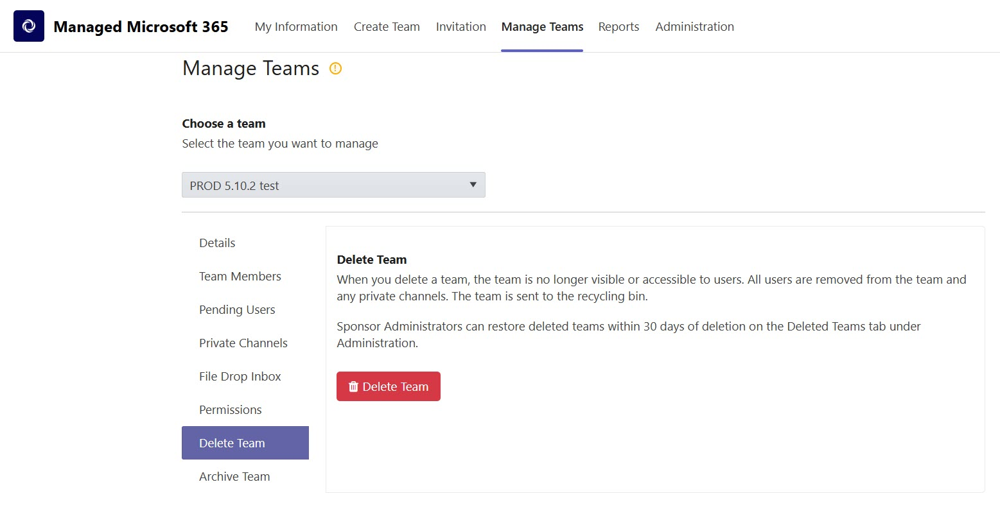 Managed Microsoft 365 My Information Create Team Invitation Manage Teams Reports Administration
Manage Teams
Choose a team
Select the team you want to manage
PROD 5.10.2 test
Details
Team Members
Pending Users
Private Channels
File Drop Inbox
Permissions
Delete Team
Archive Team
Delete Team
When you delete a team, the team is no longer visible or accessible to users. All users are removed from the team and
any private channels. The team is sent to the recycling bin.
Sponsor Administrators can restore deleted teams within 30 days of deletion on the Deleted Teams tab under
Administration.
Delete Team